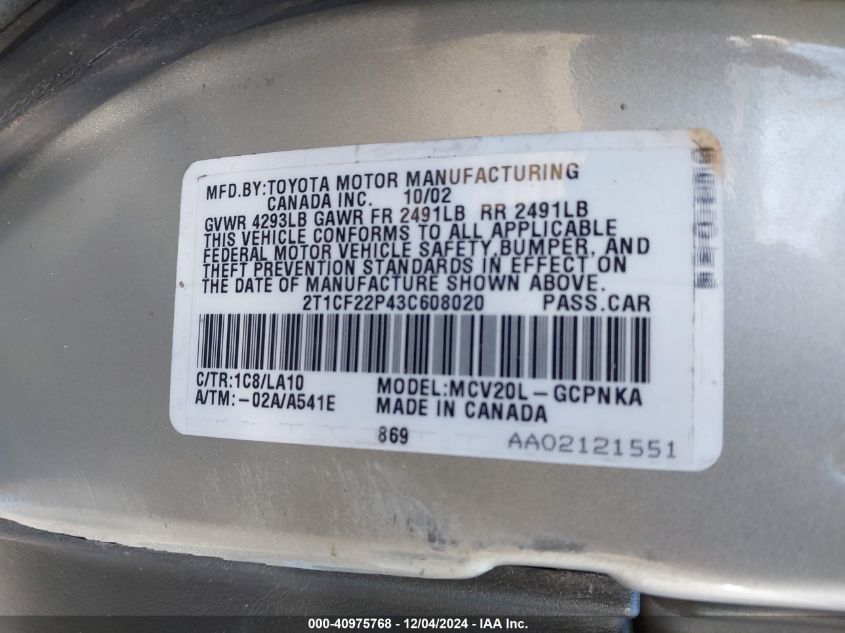 MFD.BY:TOYOTA MOTOR MANUFACTURING
CANADA INC. 10/02
GVWR 4293LB GAWR FR 2491LB RR 2491LB
THIS VEHICLE CONFORMS TO ALL APPLICABLE
FEDERAL MOTOR VEHICLE SAFETY,BUMPER, AND
THEFT PREVENTION STANDARDS IN EFFECT ON
THE DATE OF MANUFACTURE SHOWN ABOVE.
2T1CF22P43C608020 PASS.CAR
C/TR:1C8/LA10 MODEL:MCV20L-GCPNKA
A/TM:-02A/A541E MADE IN CANADA
869 AA02121551
000-40975768 - 12/04/2024 - IAA Inc.